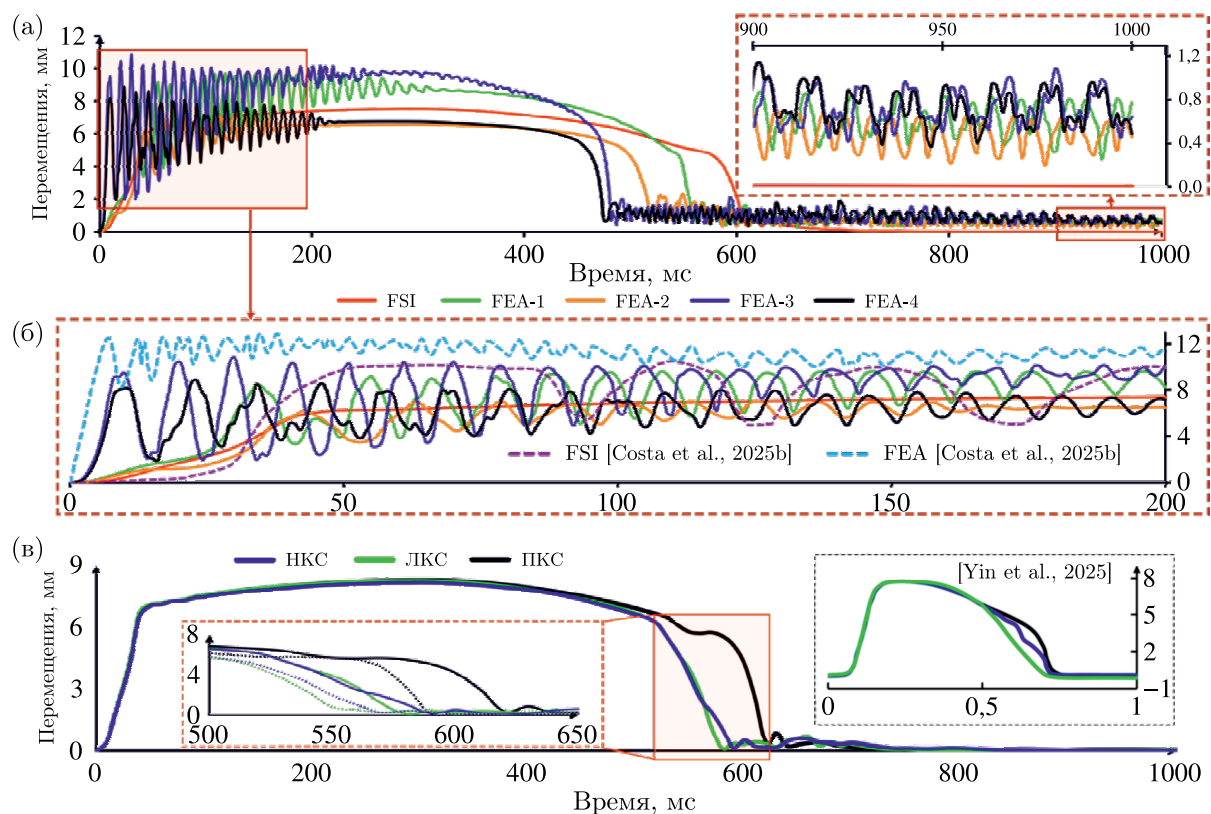 (а)
Перемещения, мм
12
10
8
6
4
2
0
0 200 400 600 800 1000
Время, мс
900 950 1000
1,2
0,8
0,4
0,0
FSI FEA-1 FEA-2 FEA-3 FEA-4
(б)
12
8
4
0
FSI [Costa et al., 2025b] FEA [Costa et al., 2025b]
0 50 100 150 200
(в)
НКС ЛКС ПКС
Перемещения, мм
9
6
3
0
8
4
0
500 550 600 650
[Yin et al., 2025]
8
5
2
−1
0 0,5 1
0 200 400 600 800 1000
Время, мс